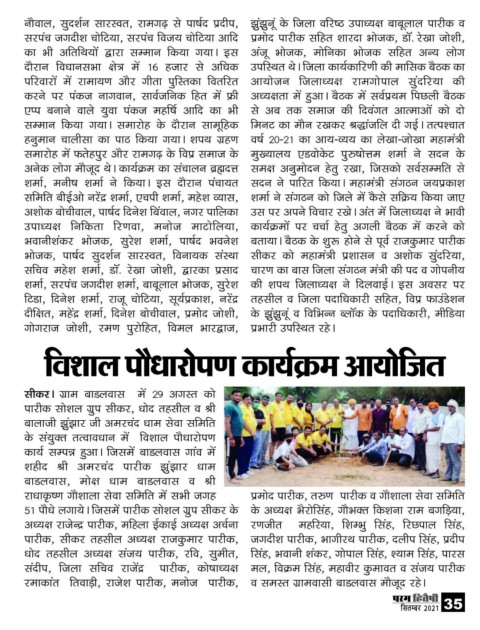 नौवाल, सुदर्शन सारस्वत, रामगढ़ से पार्षद प्रदीप,
सरपंच जगदीश चोटिया, सरपंच विजय चोटिया आदि
का भी अतिथियों द्वारा सम्मान किया गया। इस
दौरान विधानसभा क्षेत्र में 16 हजार से अधिक
परिवारों में रामायण और गीता पुस्तिका वितरित
करने पर पंकज नागवान, सार्वजनिक हित में फ्री
एप्प बनाने वाले युवा पंकज महर्षि आदि का भी
सम्मान किया गया। समारोह के दौरान सामूहिक
हनुमान चालीसा का पाठ किया गया। शपथ ग्रहण
समारोह में फतेहपुर और रामगढ़ के विप्र समाज के
अनेक लोग मौजूद थे। कार्यक्रम का संचालन ब्रह्मदत्त
शर्मा, मनीष शर्मा ने किया। इस दौरान पंचायत
समिति बीईओ नरेंद्र शर्मा, एचपी शर्मा, महेश व्यास,
अशोक बोचीवाल, पार्षद दिनेश बिंवाल, नगर पालिका
उपाध्यक्ष निकिता रिणवा, मनोज माटोलिया,
भवानीशंकर भोजक, सुरेश शर्मा, पार्षद भवनेश
भोजक, पार्षद सुदर्शन सारस्वत, विनायक संस्था
सचिव महेश शर्मा, डॉ. रेखा जोशी, द्वारका प्रसाद
शर्मा, सरपंच जगदीश शर्मा, बाबूलाल भोजक, सुरेश
टिडा, दिनेश शर्मा, राजू चोटिया, सूर्यप्रकाश, नरेंद्र
दीक्षित, महेंद्र शर्मा, दिनेश बोचीवाल, प्रमोद जोशी,
गोगराज जोशी, रमण पुरोहित, विमल भारद्वाज,
झुंझुनूं के जिला वरिष्ठ उपाध्यक्ष बाबूलाल पारीक व
प्रमोद पारीक सहित शारदा भोजक, डॉ. रेखा जोशी,
अंजू भोजक, मोनिका भोजक सहित अन्य लोग
उपस्थित थे। जिला कार्यकारिणी की मासिक बैठक का
आयोजन जिलाध्यक्ष रामगोपाल सुंदरिया की
अध्यक्षता में हुआ। बैठक में सर्वप्रथम पिछली बैठक
से अब तक समाज की दिवंगत आत्माओं को दो
मिनट का मौन रखकर श्रद्धांजलि दी गई। तत्पश्चात
वर्ष 20-21 का आय-व्यय का लेखा-जोखा महामंत्री
मुख्यालय एडवोकेट पुरुषोत्तम शर्मा ने सदन के
समक्ष अनुमोदन हेतु रखा, जिसको सर्वसम्मति से
सदन ने पारित किया। महामंत्री संगठन जयप्रकाश
शर्मा ने संगठन को जिले में कैसे सक्रिय किया जाए
उस पर अपने विचार रखे। अंत में जिलाध्यक्ष ने भावी
कार्यक्रमों पर चर्चा हेतु अगली बैठक में करने को
बताया। बैठक के शुरू होने से पूर्व राजकुमार पारीक
सीकर को महामंत्री प्रशासन व अशोक सुंदरिया,
चारण का बास जिला संगठन मंत्री की पद व गोपनीय
की शपथ जिलाध्यक्ष ने दिलवाई। इस अवसर पर
तहसील व जिला पदाधिकारी सहित, विप्र फाउंडेशन
के झुंझुनूं व विभिन्न ब्लॉक के पदाधिकारी, मीडिया
प्रभारी उपस्थित रहे।
विशाल पौधारोपण कार्यक्रम आयोजित
सीकर। ग्राम बाडलवास में 29 अगस्त को
पारीक सोशल ग्रुप सीकर, धोद तहसील व श्री
बालाजी झुंझार जी अमरचंद धाम सेवा समिति
के संयुक्त तत्वावधान में विशाल पौधारोपण
कार्य सम्पन्न हुआ। जिसमें बाडलवास गांव में
शहीद श्री अमरचंद पारीक झुंझार धाम
बाडलवास, मोक्ष धाम बाडलवास व श्री
राधाकृष्ण गौशाला सेवा समिति में सभी जगह
51 पौधे लगाये। जिसमें पारीक सोशल ग्रुप सीकर के
अध्यक्ष राजेन्द्र पारीक, महिला ईकाई अध्यक्ष अर्चना
पारीक, सीकर तहसील अध्यक्ष राजकुमार पारीक,
धोद तहसील अध्यक्ष संजय पारीक, रवि, सुमीत,
संदीप, जिला सचिव राजेंद्र पारीक, कोषाध्यक्ष
रमाकांत तिवाड़ी, राजेश पारीक, मनोज पारीक,
प्रमोद पारीक, तरुण पारीक व गौशाला सेवा समिति
के अध्यक्ष भैरोसिंह, गौभक्त किशना राम बगड़िया,
रणजीत महरिया, शिम्भु सिंह, रिछपाल सिंह,
जगदीश पारीक, भागीरथ पारीक, दलीप सिंह, प्रदीप
सिंह, भवानी शंकर, गोपाल सिंह, श्याम सिंह, पारस
मल, विक्रम सिंह, महावीर कुमावत व संजय पारीक
व समस्त ग्रामवासी बाडलवास मौजूद रहे।
परम हितैषी
सितम्बर 2021 35